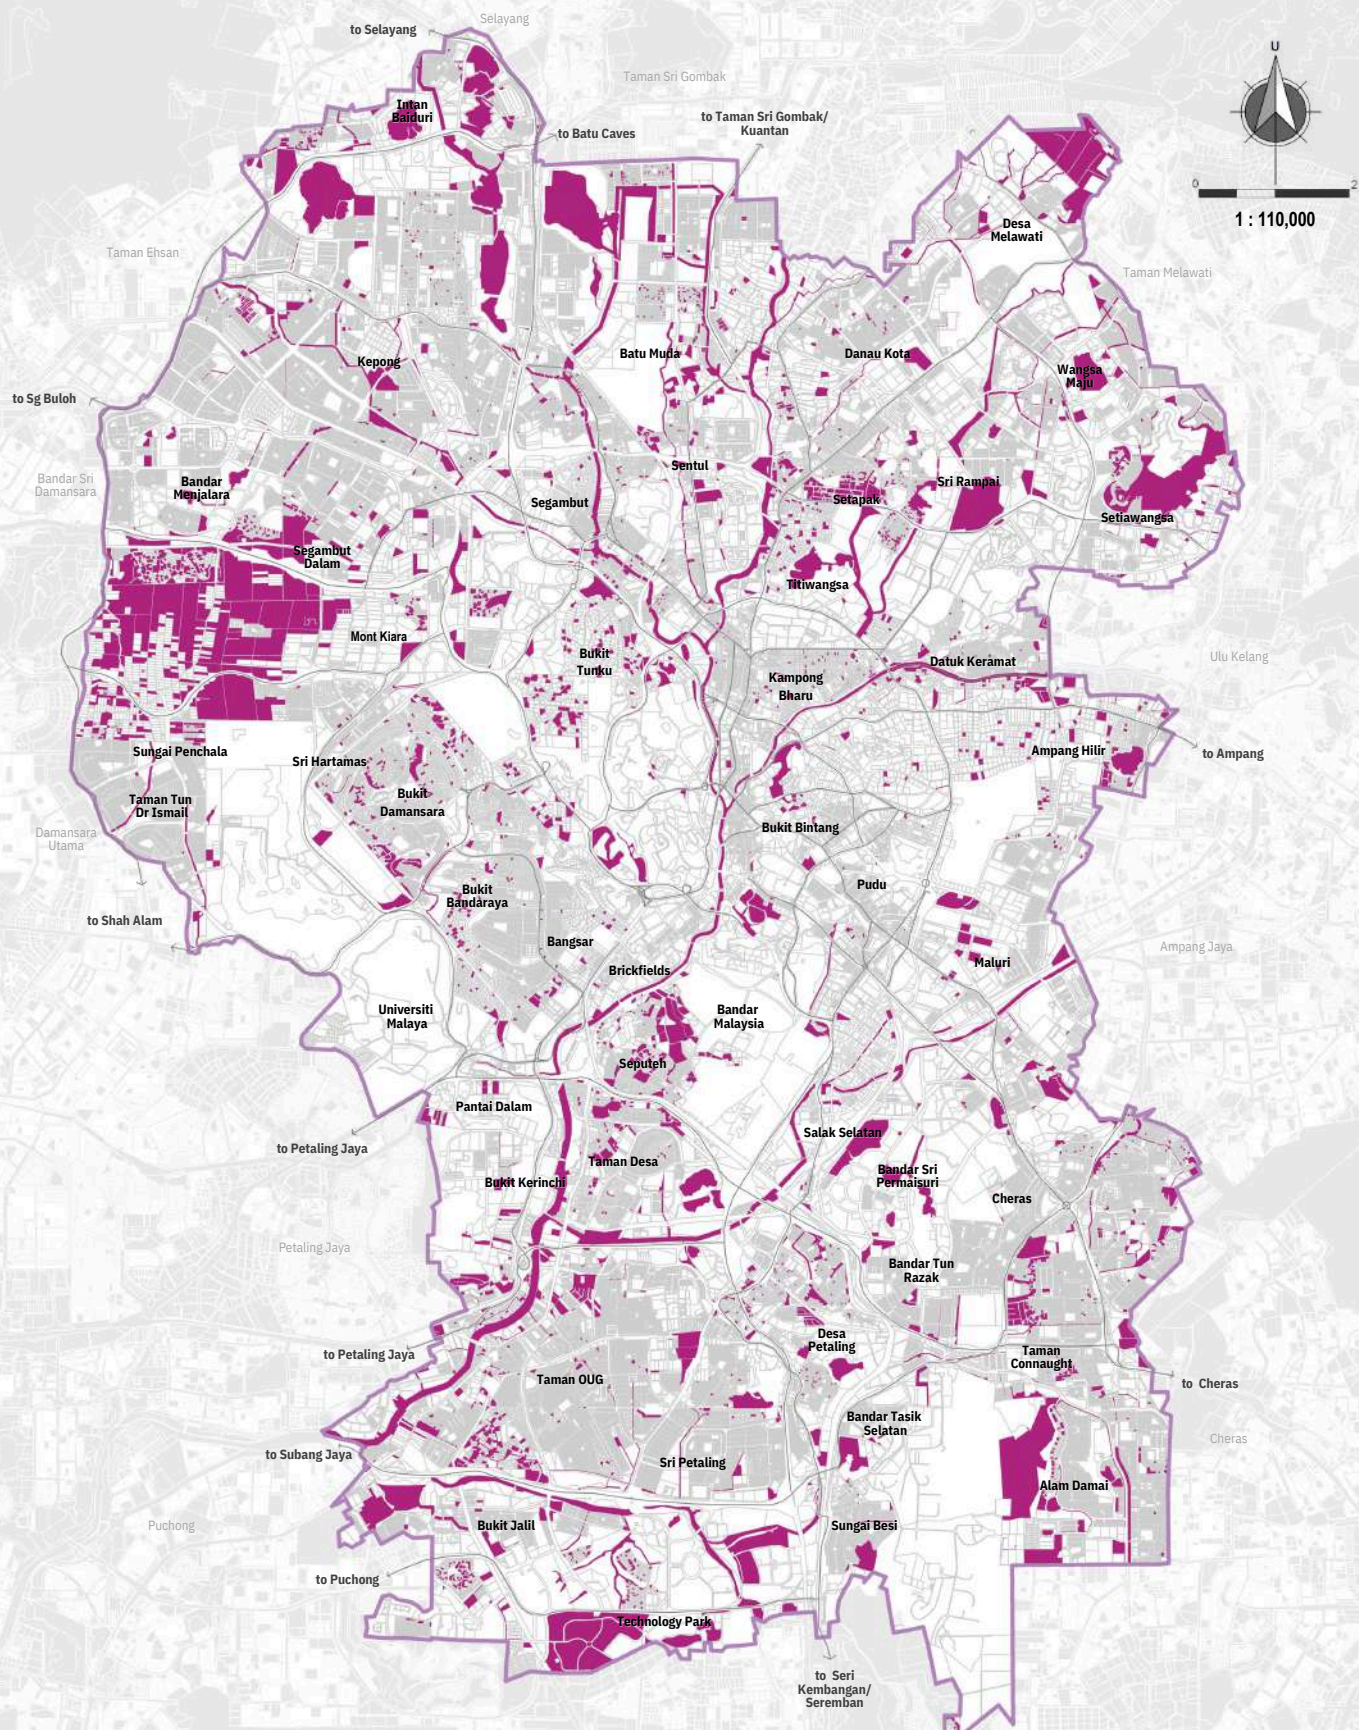 Selayang
to Selayang
U
Taman Sri Gombak
Intan
Baiduri
to Taman Sri Gombak/
Kuantan
to Batu Caves
0
2
1 : 110,000
Desa
Melawati
Taman Ehsan
Taman Melawati
Batu Muda
Danau Kota
Kepong
Wangsa
Maju
to Sg Buloh
Sentul
Bandar Sri
Damansara
Bandar
Menjalara
Sri Rampai
Segambut
Setapak
Setiawangsa
Segambut
Dalam
Titiwangsa
Mont Kiara
Bukit
Tunku
Datuk Keramat
Ulu Kelang
Kampong
Bharu
Sungai Penchala
Sri Hartamas
Ampang Hilir
to Ampang
Bukit
Damansara
Taman Tun
Dr Ismail
Bukit Bintang
Damansara
Utama
Pudu
Bukit
Bandaraya
to Shah Alam
Bangsar
Ampang Jaya
Maluri
Brickfields
Universiti
Malaya
Bandar
Malaysia
Seputeh
Pantai Dalam
Salak Selatan
to Petaling Jaya
Taman Desa
Bandar Sri
Permaisuri
Bukit Kerinchi
Cheras
Petaling Jaya
Bandar Tun
Razak
Desa
Petaling
to Petaling Jaya
Taman
Connaught
Taman OUG
to Cheras
Bandar Tasik
Selatan
Cheras
to Subang Jaya
Sri Petaling
Alam Damai
Puchong
Bukit Jalil
Sungai Besi
to Puchong
Technology Park
to Seri
Kembangan/
Seremban